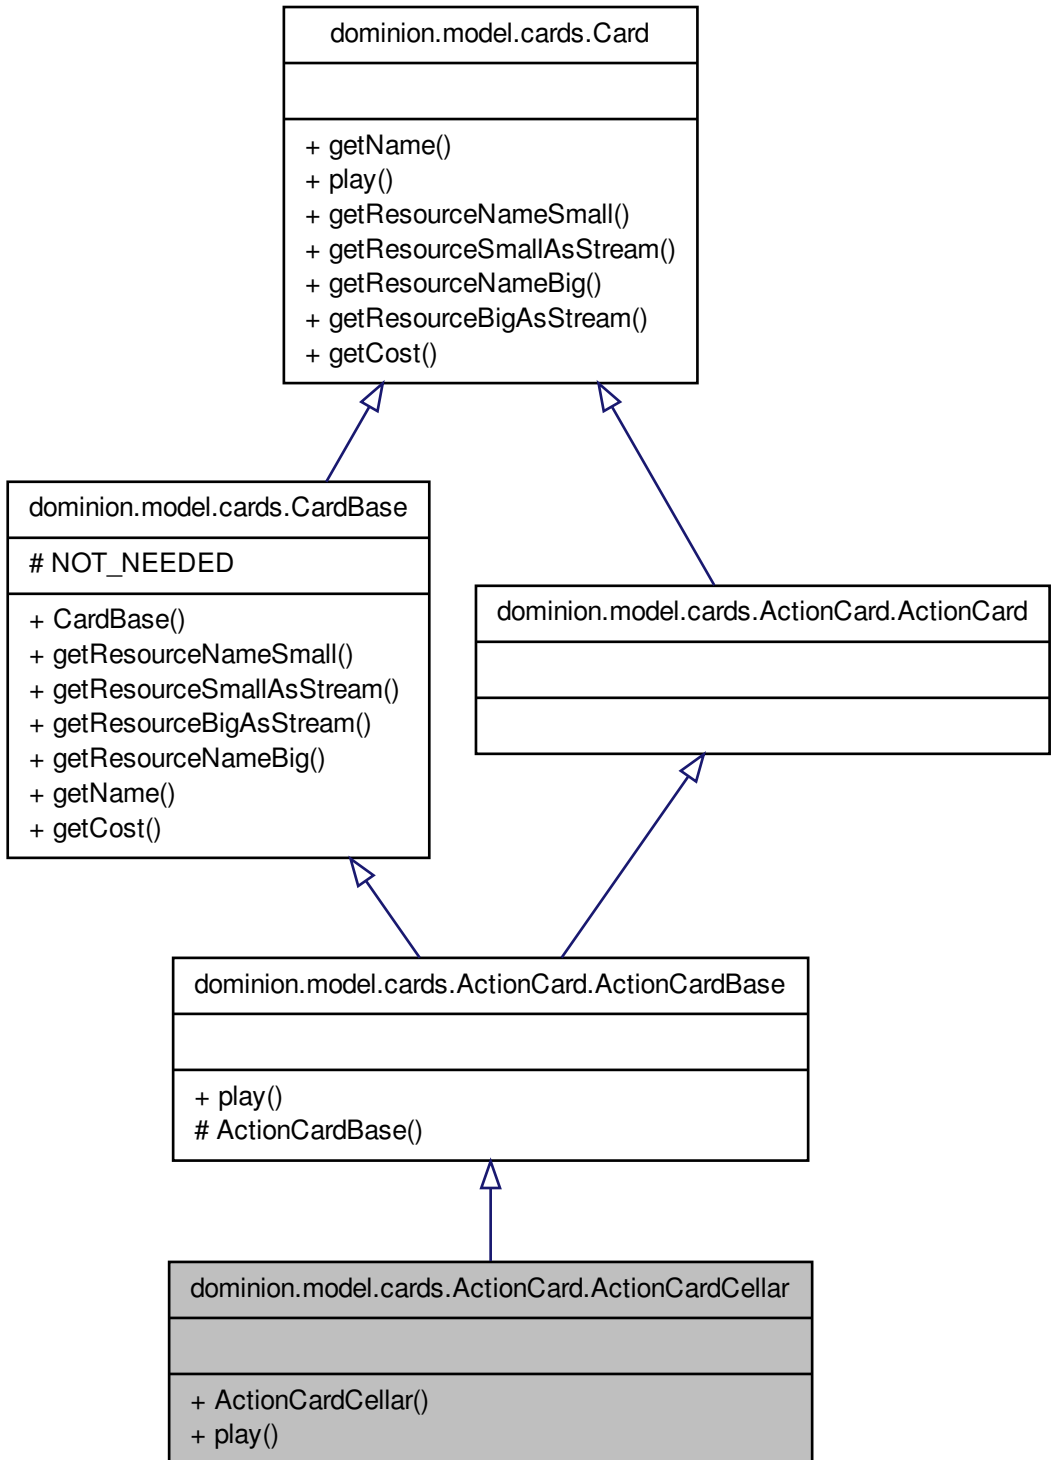 dominion.model.cards.Card
+ getName()
+ play()
+ getResourceNameSmall()
+ getResourceSmallAsStream()
+ getResourceNameBig()
+ getResourceBigAsStream()
+ getCost()
dominion.model.cards.CardBase
# NOT_NEEDED
+ CardBase()
+ getResourceNameSmall()
+ getResourceSmallAsStream()
+ getResourceBigAsStream()
+ getResourceNameBig()
+ getName()
+ getCost()
dominion.model.cards.ActionCard.ActionCard
dominion.model.cards.ActionCard.ActionCardBase
+ play()
# ActionCardBase()
dominion.model.cards.ActionCard.ActionCardCellar
+ ActionCardCellar()
+ play()